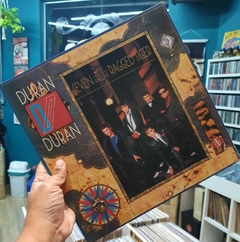 DURAN
DURAN
SEVEN AND THE RAGGED TIGER